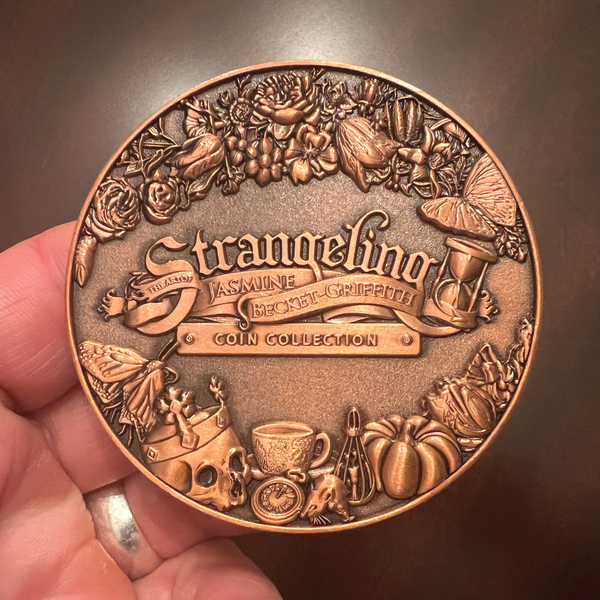 Strangeling
THE ART OF
JASMINE
BECKET-GRIFFITH
COIN COLLECTION